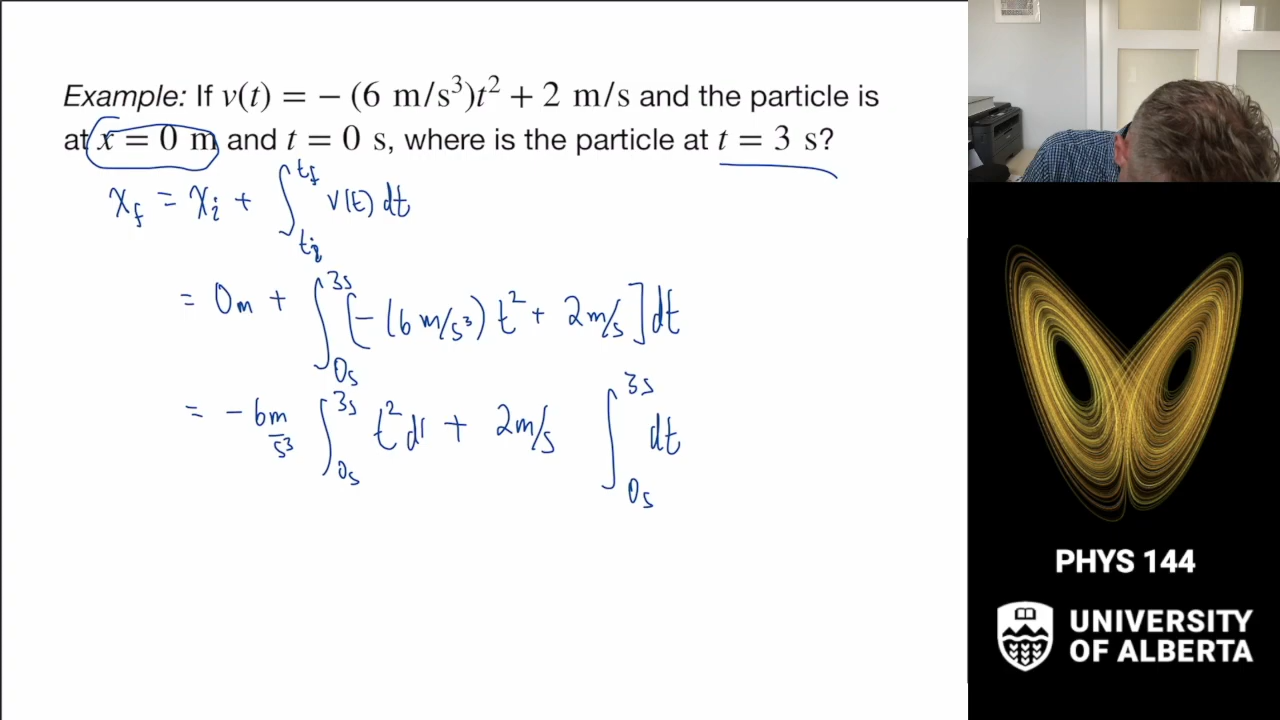 Example: If v(t) = − (6 m/s³)t² + 2 m/s and the particle is
at x = 0 m and t = 0 s, where is the particle at t = 3 s?
x_f = x_i + ∫_{t_i}^{t_f} v(t) dt
= 0m + ∫_{0s}^{3s} [-(6 m/s³) t² + 2m/s] dt
= -6 m/s³ ∫_{0s}^{3s} t² dt + 2m/s ∫_{0s}^{3s} dt
PHYS 144
UNIVERSITY
OF ALBERTA